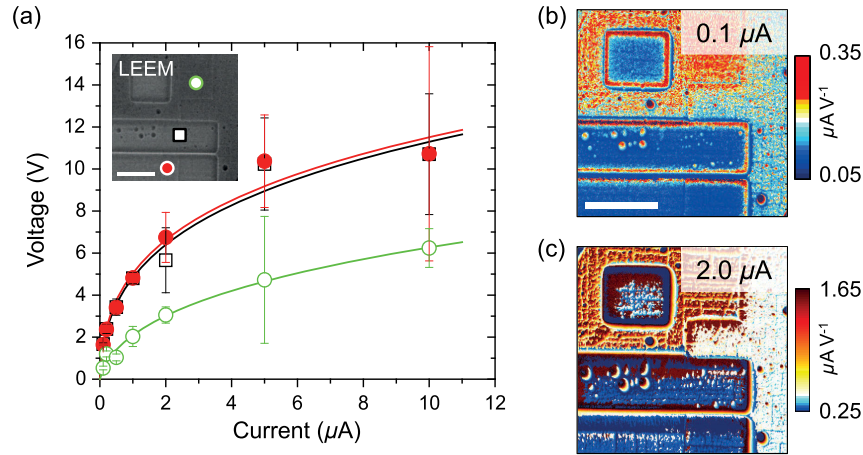 (a)
16
14
12
10
8
6
4
2
0
Voltage (V)
LEEM
0 2 4 6 8 10 12
Current (µA)
(b)
0.1 µA
0.35
µA V⁻¹
0.05
(c)
2.0 µA
1.65
µA V⁻¹
0.25